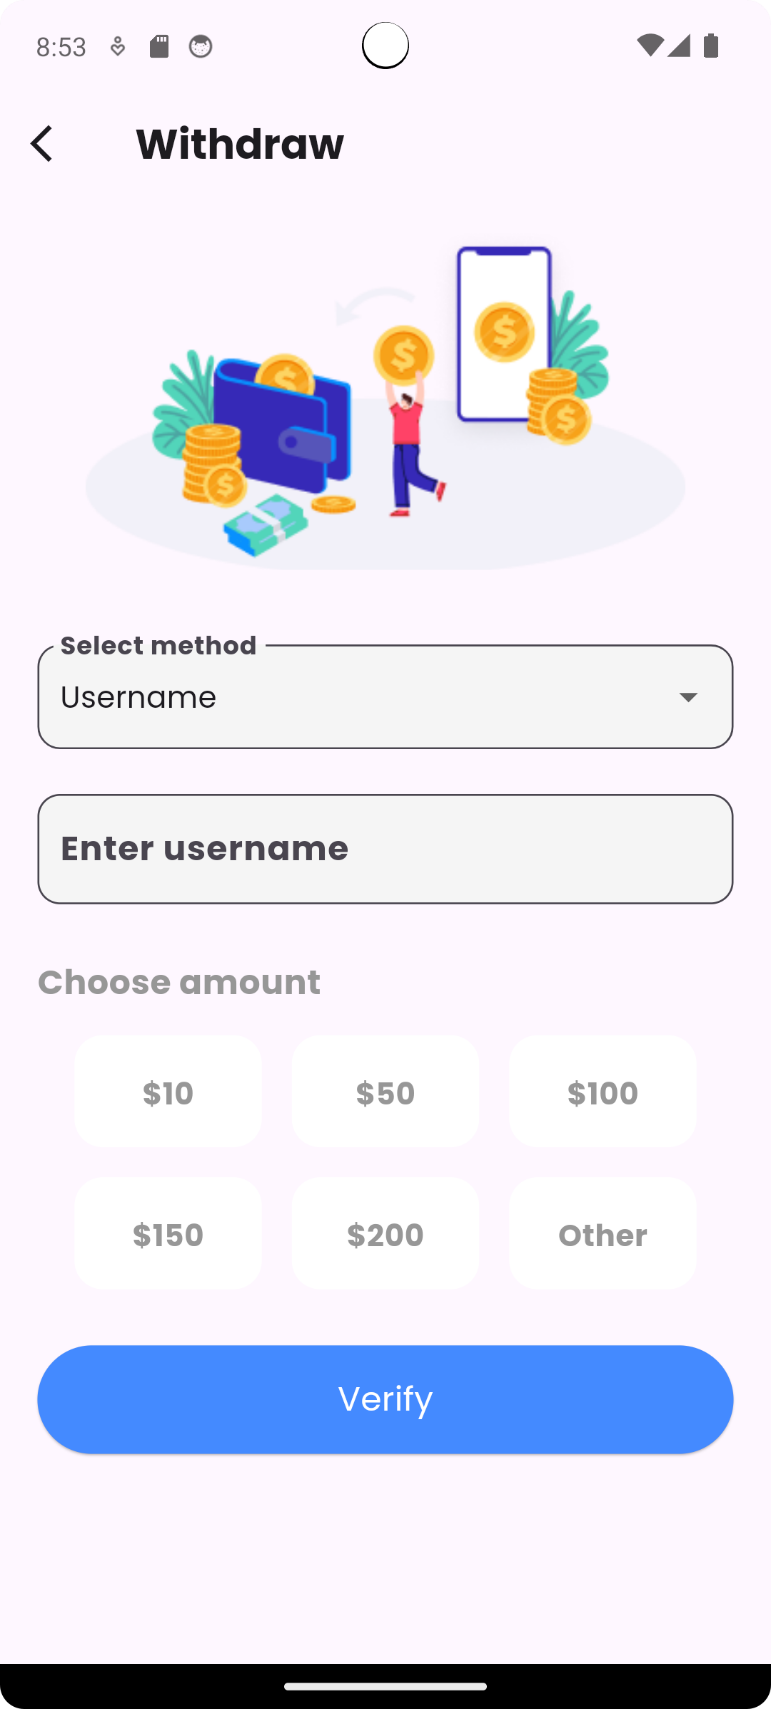 8:53
Withdraw
Select method
Username
Enter username
Choose amount
$10 $50 $100
$150 $200 Other
Verify